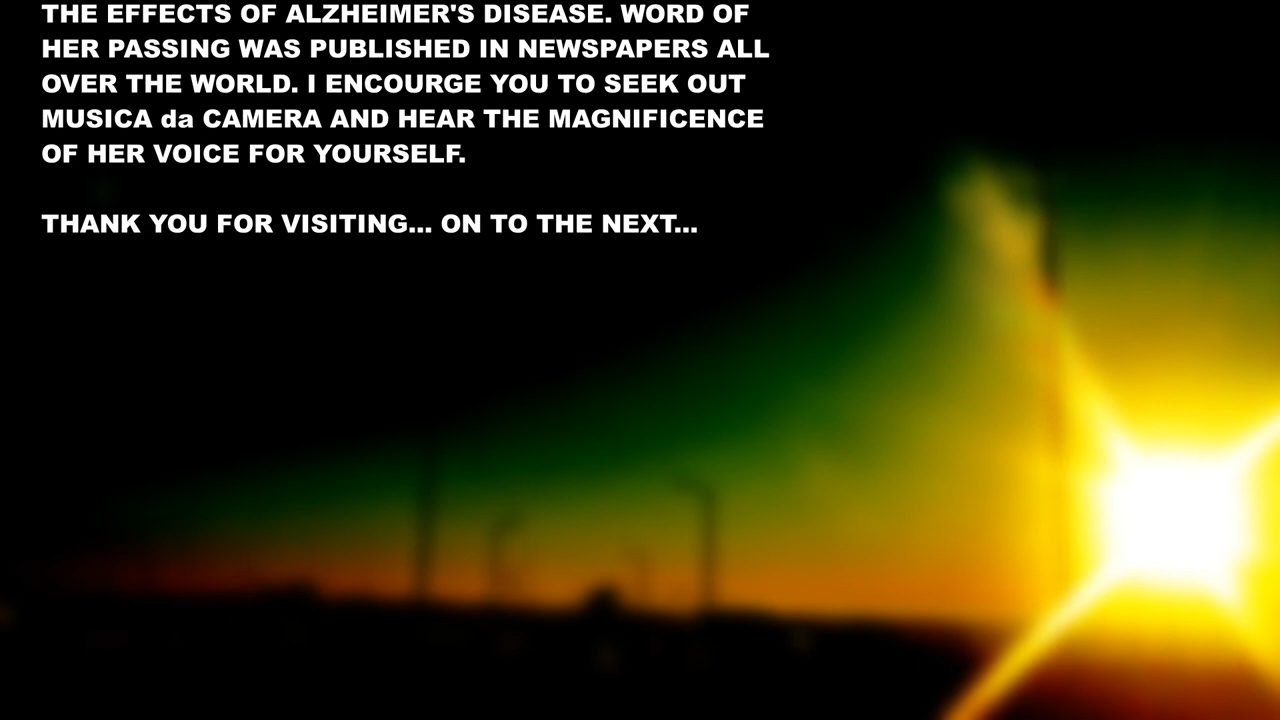 THE EFFECTS OF ALZHEIMER'S DISEASE. WORD OF
HER PASSING WAS PUBLISHED IN NEWSPAPERS ALL
OVER THE WORLD. I ENCOURGE YOU TO SEEK OUT
MUSICA da CAMERA AND HEAR THE MAGNIFICENCE
OF HER VOICE FOR YOURSELF.
THANK YOU FOR VISITING... ON TO THE NEXT...